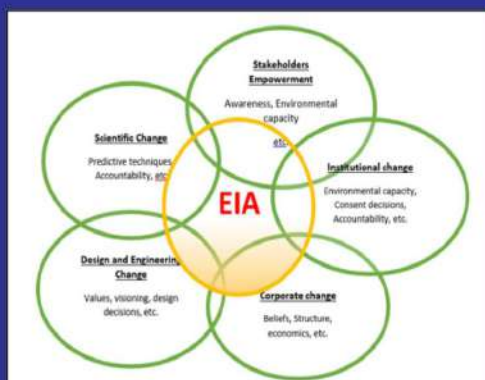 Stakeholders
Empowerment
Awareness, Environmental
capacity
etc.
Scientific Change
Predictive techniques
Accountability, etc
EIA
Institutional change
Environmental capacity,
Consent decisions,
Accountability, etc.
Design and Engineering
Change
Values, visioning, design
decisions, etc.
Corporate change
Beliefs, Structure,
economics, etc.